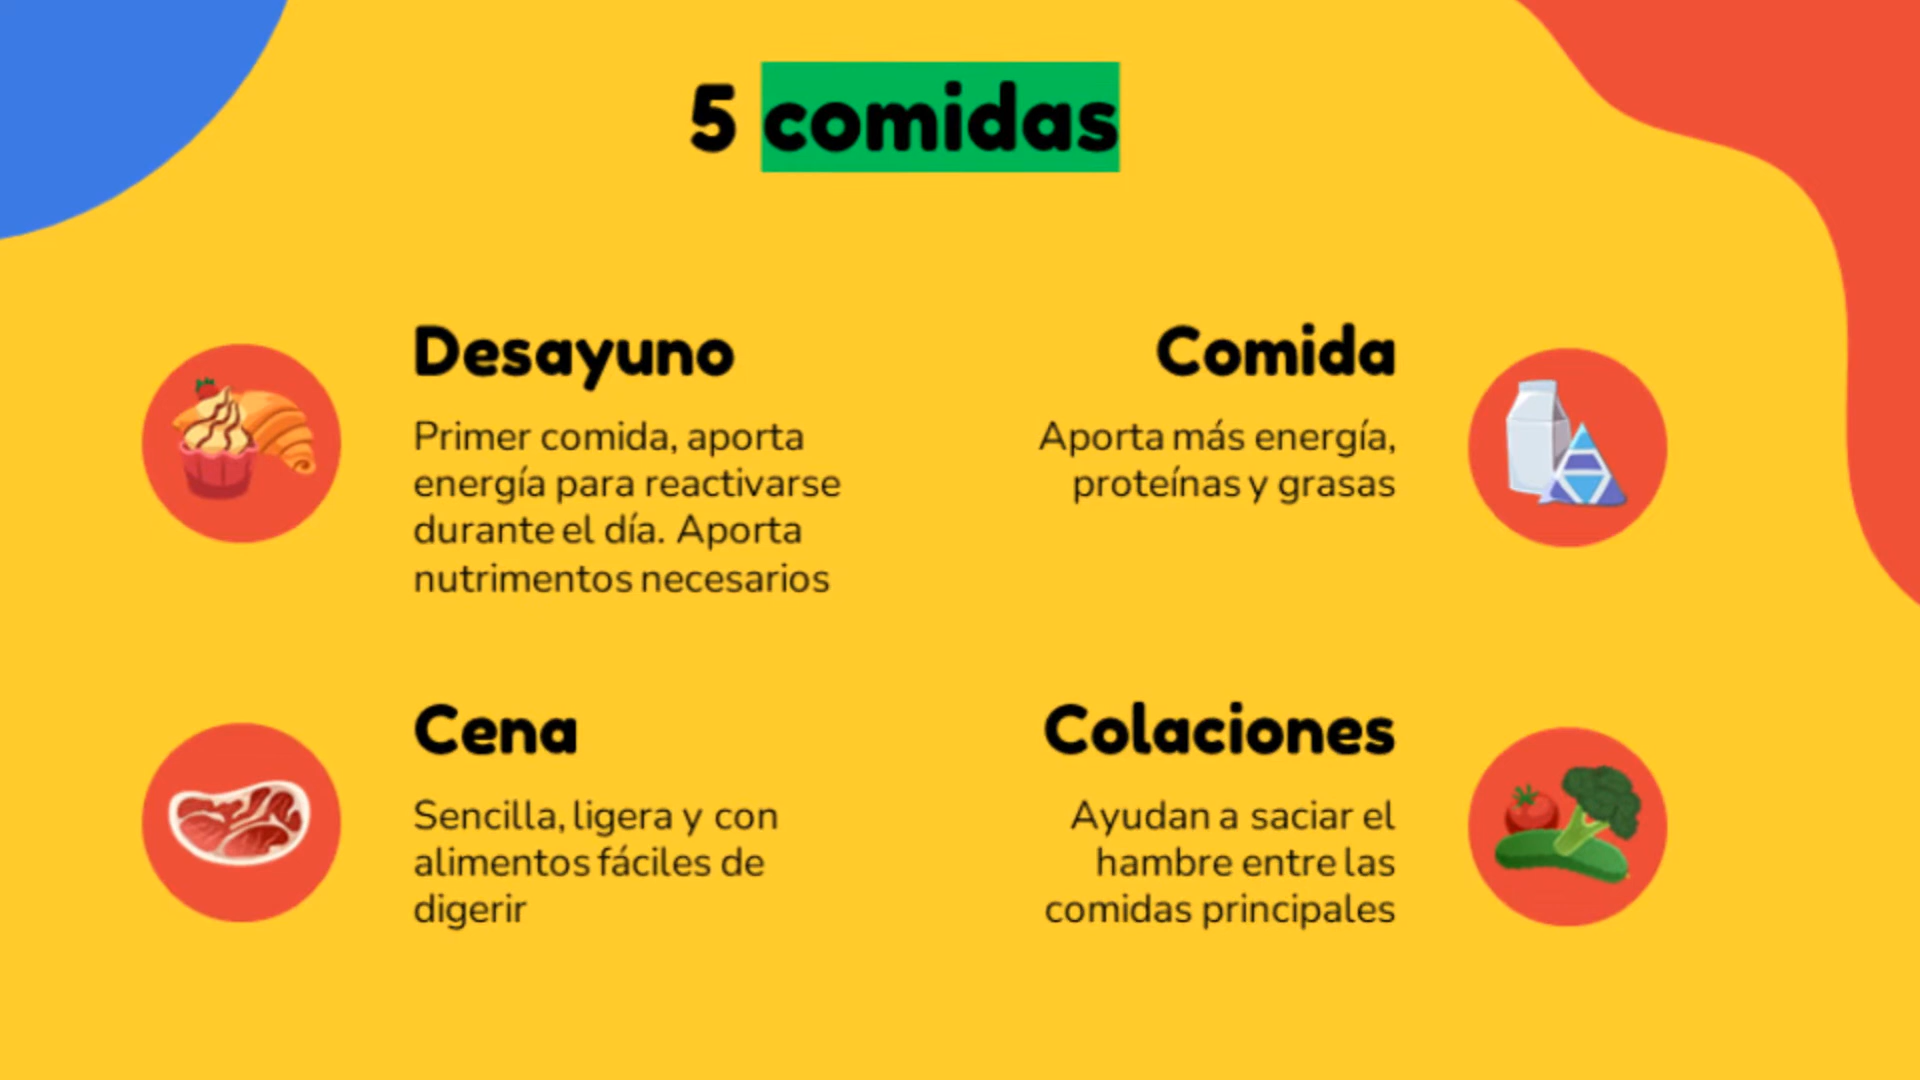 5 comidas
Desayuno
Primer comida, aporta
energía para reactivarse
durante el día. Aporta
nutrimentos necesarios
Comida
Aporta más energía,
proteínas y grasas
Cena
Sencilla, ligera y con
alimentos fáciles de
digerir
Colaciones
Ayudan a saciar el
hambre entre las
comidas principales